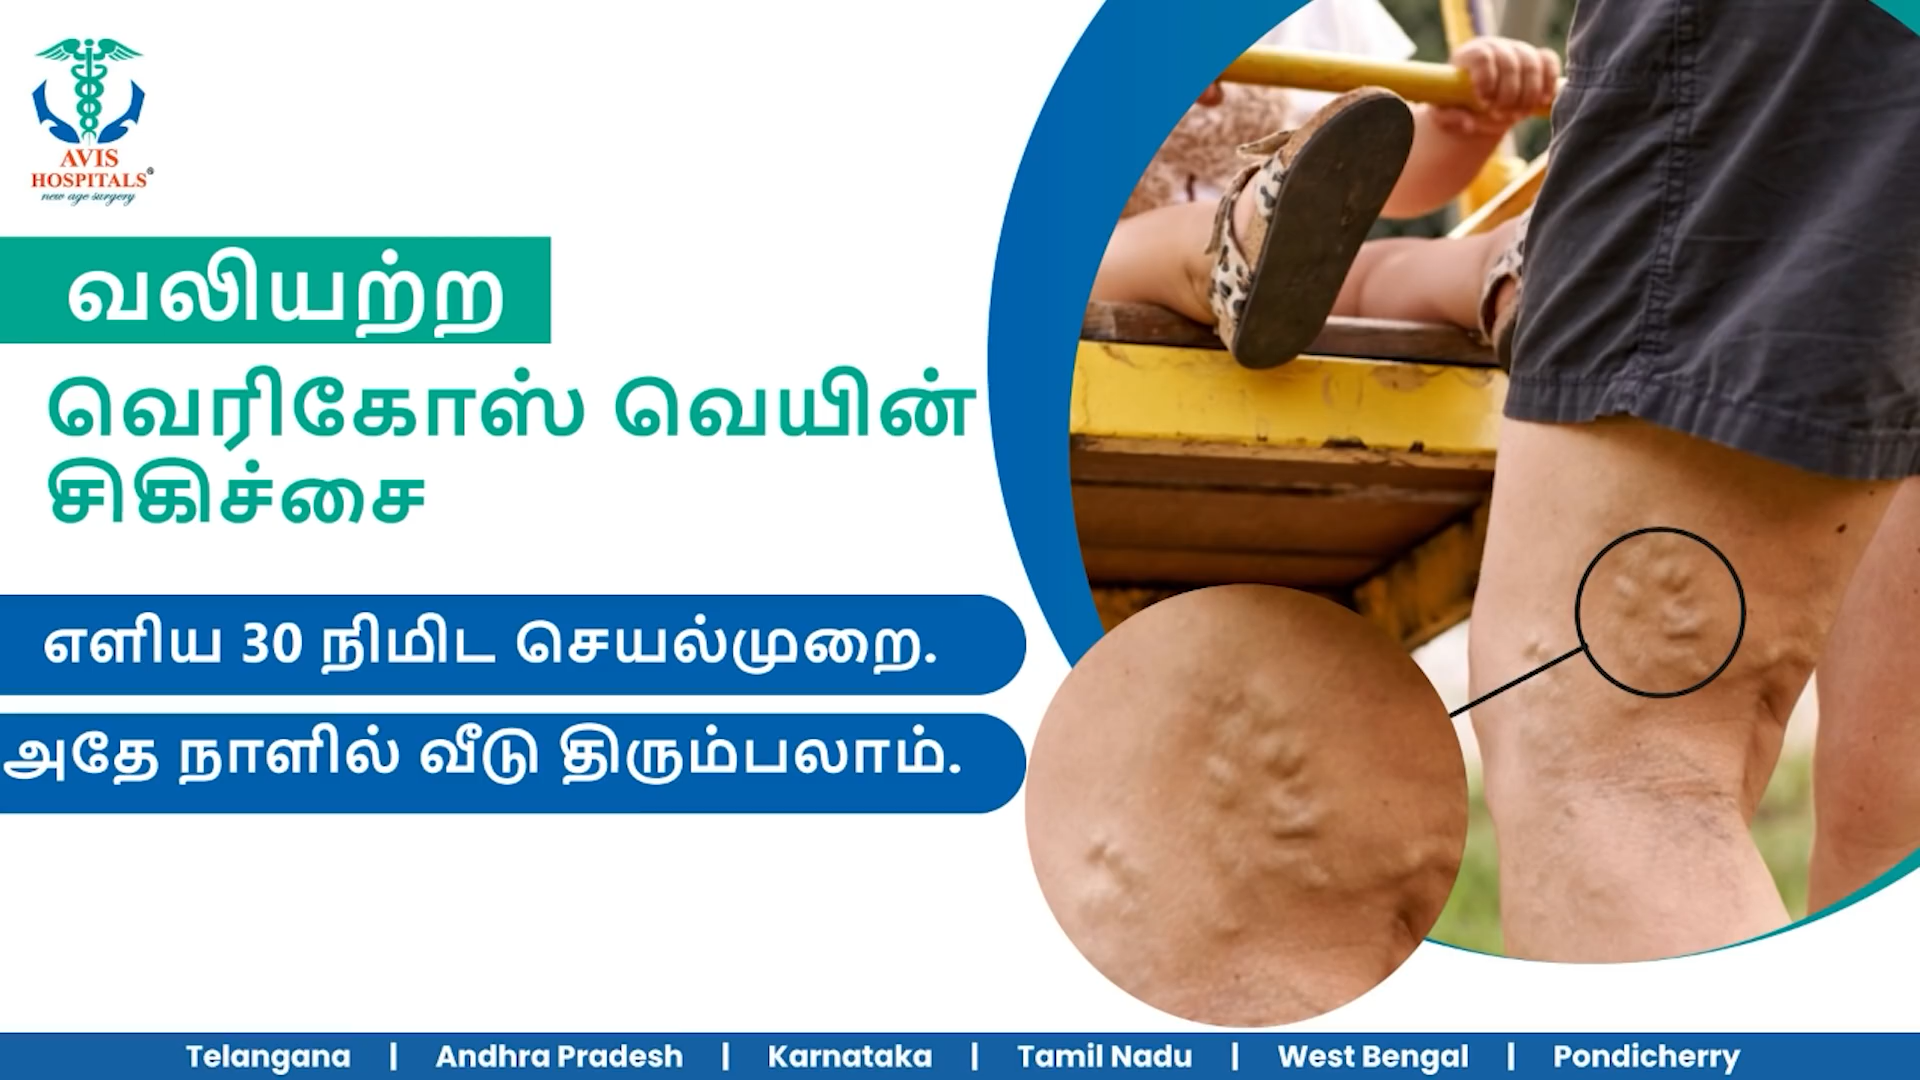 AVIS
HOSPITALS®
new age surgery
வலியற்ற
வெரிகோஸ் வெயின்
சிகிச்சை
எளிய 30 நிமிட செயல்முறை.
அதே நாளில் வீடு திரும்பலாம்.
Telangana | Andhra Pradesh | Karnataka | Tamil Nadu | West Bengal | Pondicherry